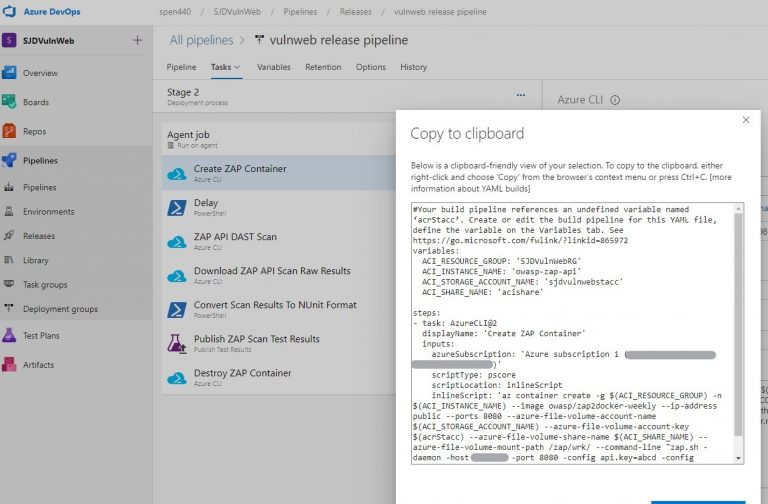 Azure DevOps
spen440 / SJDVulnWeb / Pipelines / Releases / vulnweb release pipeline
S SJDVulnWeb +
All pipelines > vulnweb release pipeline
Overview
Pipeline Tasks Variables Retention Options History
Boards
Stage 2
Deployment process
...
Azure CLI
Repos
Agent job
Run on agent
Pipelines
Create ZAP Container
Azure CLI
Pipelines
Delay
PowerShell
Environments
ZAP API DAST Scan
Azure CLI
Releases
Library
Download ZAP API Scan Raw Results
Azure CLI
Task groups
Convert Scan Results To NUnit Format
PowerShell
Deployment groups
Publish ZAP Scan Test Results
Publish Test Results
Test Plans
Artifacts
Destroy ZAP Container
Azure CLI
Copy to clipboard
Below is a clipboard-friendly view of your selection. To copy to the clipboard, either
right-click and choose 'Copy' from the browser's context menu or press Ctrl+C. [more
information about YAML builds]
#Your build pipeline references an undefined variable named
'acrStacc'. Create or edit the build pipeline for this YAML file,
define the variable on the Variables tab. See
https://go.microsoft.com/fwlink/?linkid=865972
variables:
ACI_RESOURCE_GROUP: 'SJDVulnWebRG'
ACI_INSTANCE_NAME: 'owasp-zap-api'
ACI_STORAGE_ACCOUNT_NAME: 'sjdvulnwebstacc'
ACI_SHARE_NAME: 'acishare'
steps:
- task: AzureCLI@2
displayName: 'Create ZAP Container'
inputs:
azureSubscription: 'Azure subscription 1 (
)'
scriptType: pscore
scriptLocation: inlineScript
inlineScript: 'az container create -g $(ACI_RESOURCE_GROUP) -n
$(ACI_INSTANCE_NAME) --image owasp/zap2docker-weekly --ip-address
public --ports 8080 --azure-file-volume-account-name
$(ACI_STORAGE_ACCOUNT_NAME) --azure-file-volume-account-key
$(acrStacc) --azure-file-volume-share-name $(ACI_SHARE_NAME) --
azure-file-volume-mount-path /zap/wrk/ --command-line "zap.sh -
daemon -host -port 8080 -config api.key=abcd -config